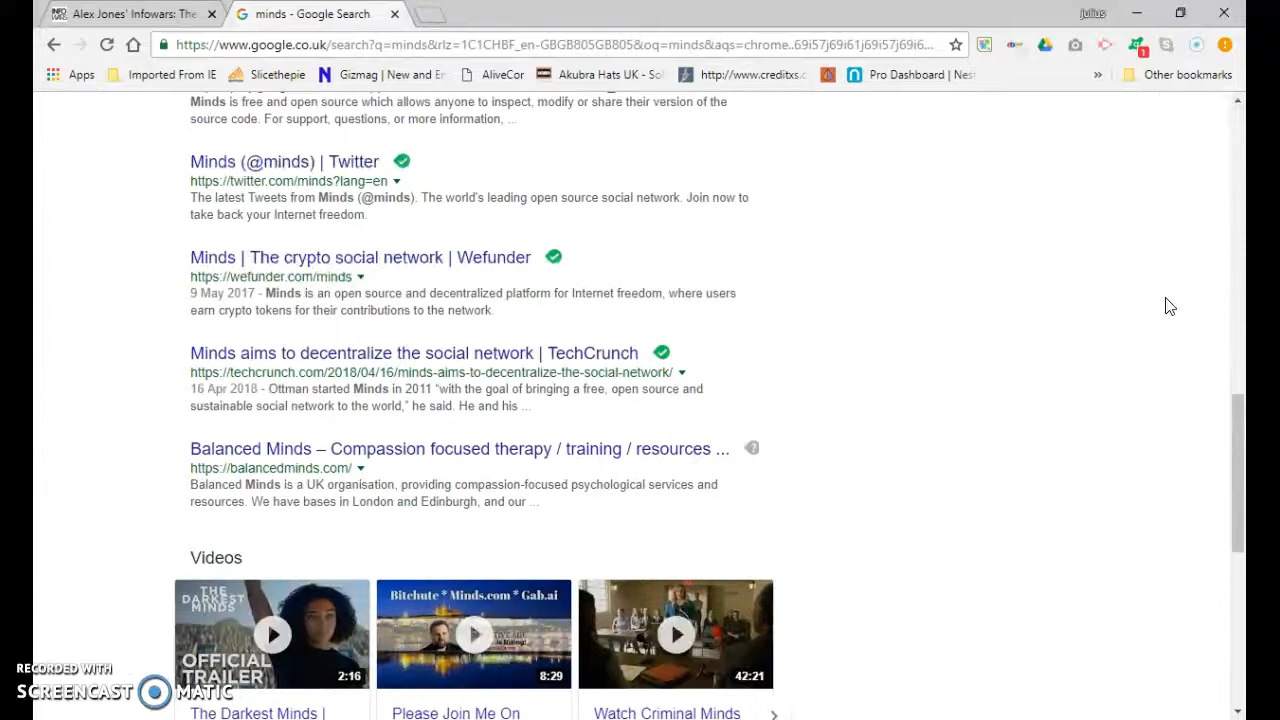 INFO WARS Alex Jones' Infowars: The
minds - Google Search
Julius
https://www.google.co.uk/search?q=minds&rlz=1C1CHBF_en-GBGB805GB805&oq=minds&aqs=chrome..69i57j69i61j69i57j69i6...
1
Apps
Imported From IE
Slicethepie
Gizmag | New and Er
AliveCor
Akubra Hats UK - Sol
http://www.creditxs.c
Pro Dashboard | Nest
»
Other bookmarks
Minds is free and open source which allows anyone to inspect, modify or share their version of the
source code. For support, questions, or more information, ...
Minds (@minds) | Twitter
https://twitter.com/minds?lang=en
The latest Tweets from Minds (@minds). The world's leading open source social network. Join now to
take back your Internet freedom.
Minds | The crypto social network | Wefunder
https://wefunder.com/minds
9 May 2017 - Minds is an open source and decentralized platform for Internet freedom, where users
earn crypto tokens for their contributions to the network.
Minds aims to decentralize the social network | TechCrunch
https://techcrunch.com/2018/04/16/minds-aims-to-decentralize-the-social-network/
16 Apr 2018 - Ottman started Minds in 2011 “with the goal of bringing a free, open source and
sustainable social network to the world,” he said. He and his ...
Balanced Minds – Compassion focused therapy / training / resources ...
https://balancedminds.com/
Balanced Minds is a UK organisation, providing compassion-focused psychological services and
resources. We have bases in London and Edinburgh, and our ...
Videos
THE
DARKEST
MINDS
OFFICIAL
TRAILER
2:16
Bitchute * Minds.com * Gab.ai
is Rising!
8:29
42:21
The Darkest Minds |
Please Join Me On
Watch Criminal Minds
RECORDED WITH
SCREENCAST MATIC